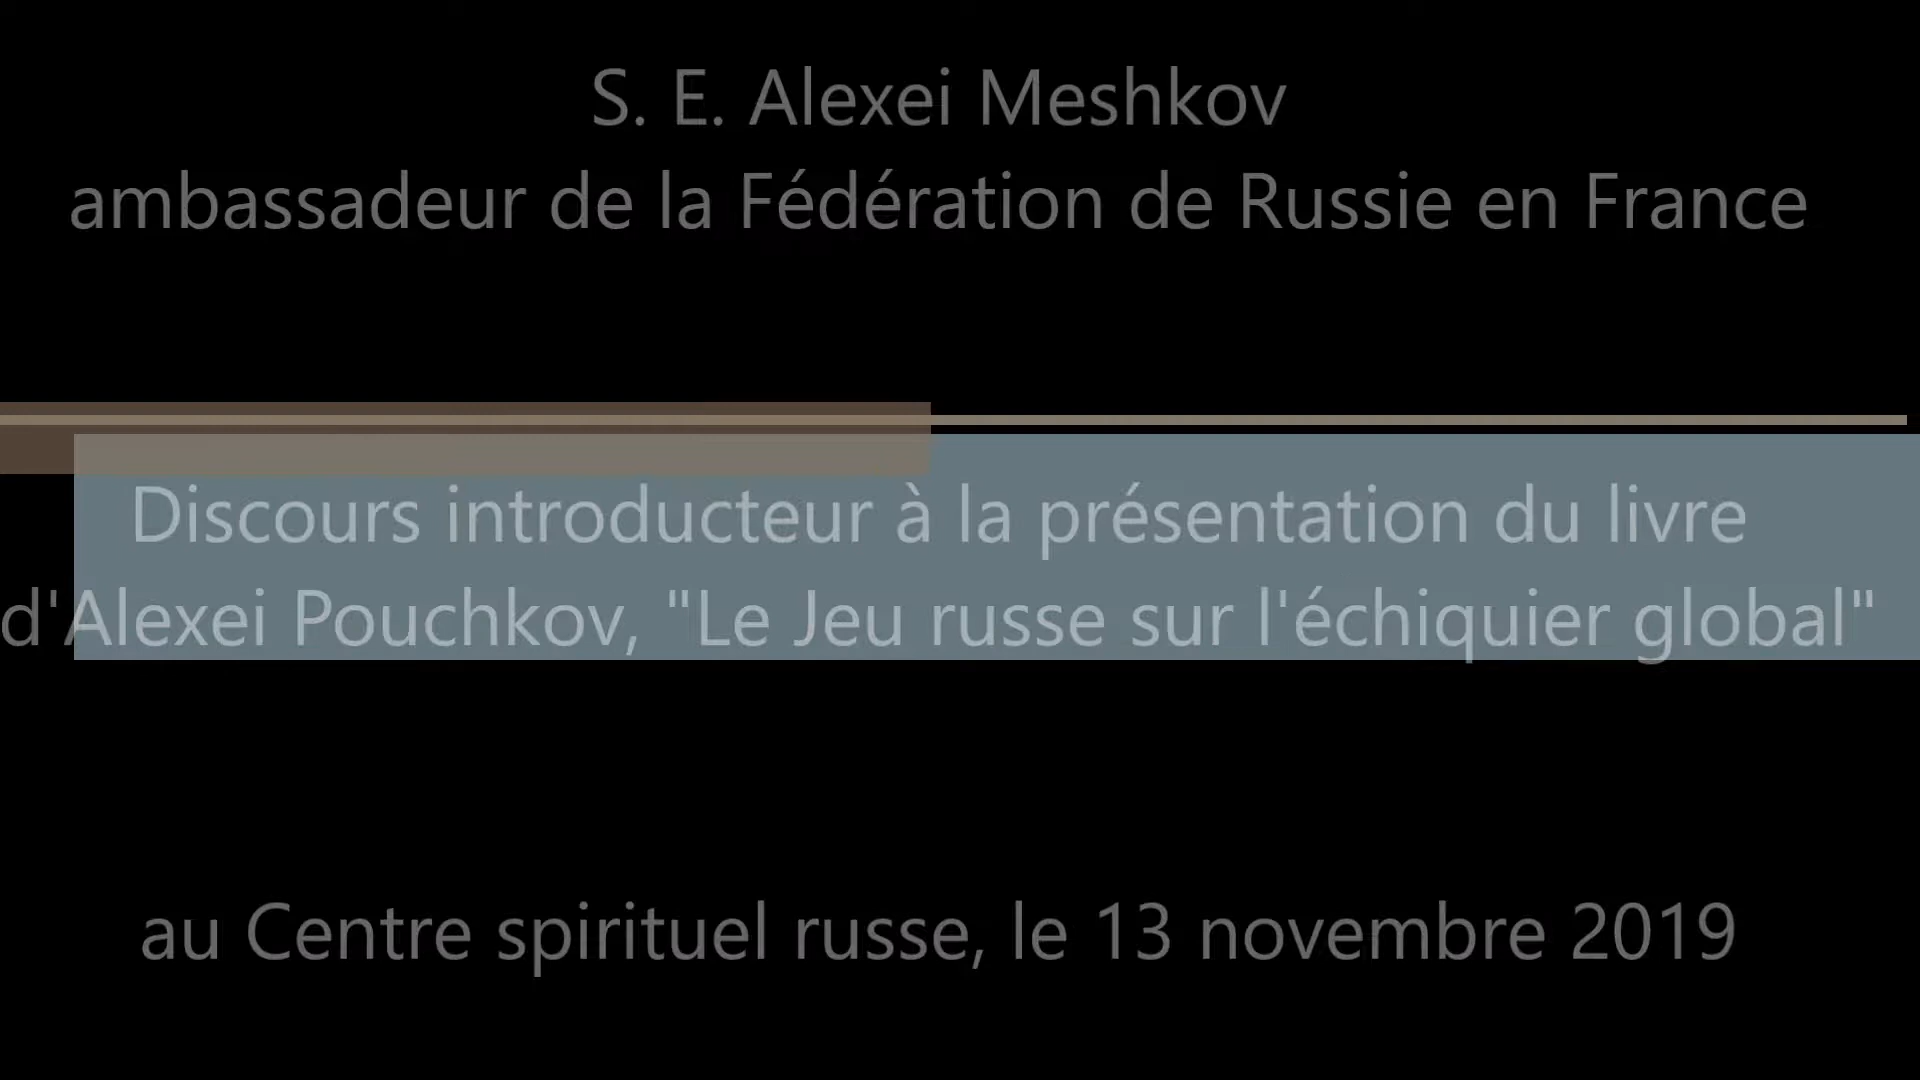 S. E. Alexei Meshkov
ambassadeur de la Fédération de Russie en France
Discours introducteur à la présentation du livre
d'Alexei Pouchkov, "Le Jeu russe sur l'échiquier global"
au Centre spirituel russe, le 13 novembre 2019